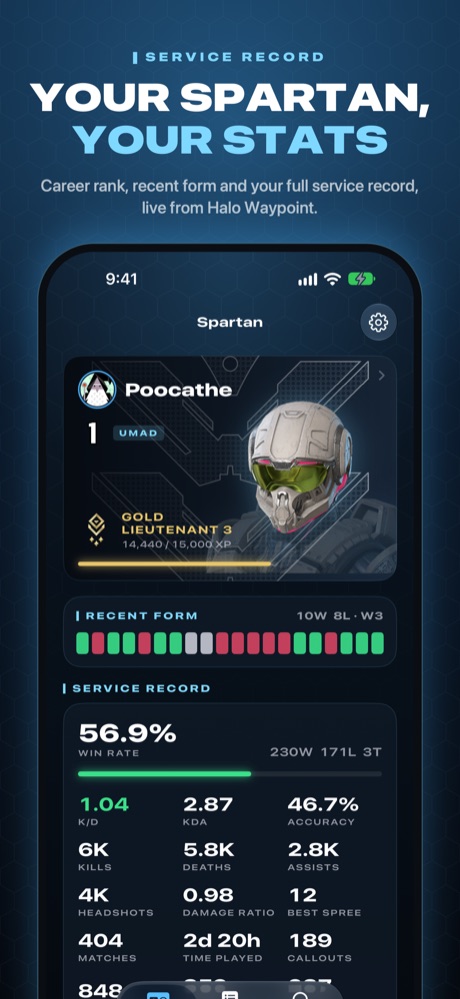 SERVICE RECORD
YOUR SPARTAN,
YOUR STATS
Career rank, recent form and your full service record,
live from Halo Waypoint.
9:41
Spartan
Poocathe
1 UMAD
GOLD
LIEUTENANT 3
14,440 / 15,000 XP
RECENT FORM 10W 8L · W3
SERVICE RECORD
56.9%
WIN RATE 230W 171L 3T
1.04 2.87 46.7%
K/D KDA ACCURACY
6K 5.8K 2.8K
KILLS DEATHS ASSISTS
4K 0.98 12
HEADSHOTS DAMAGE RATIO BEST SPREE
404 2d 20h 189
MATCHES TIME PLAYED CALLOUTS
848